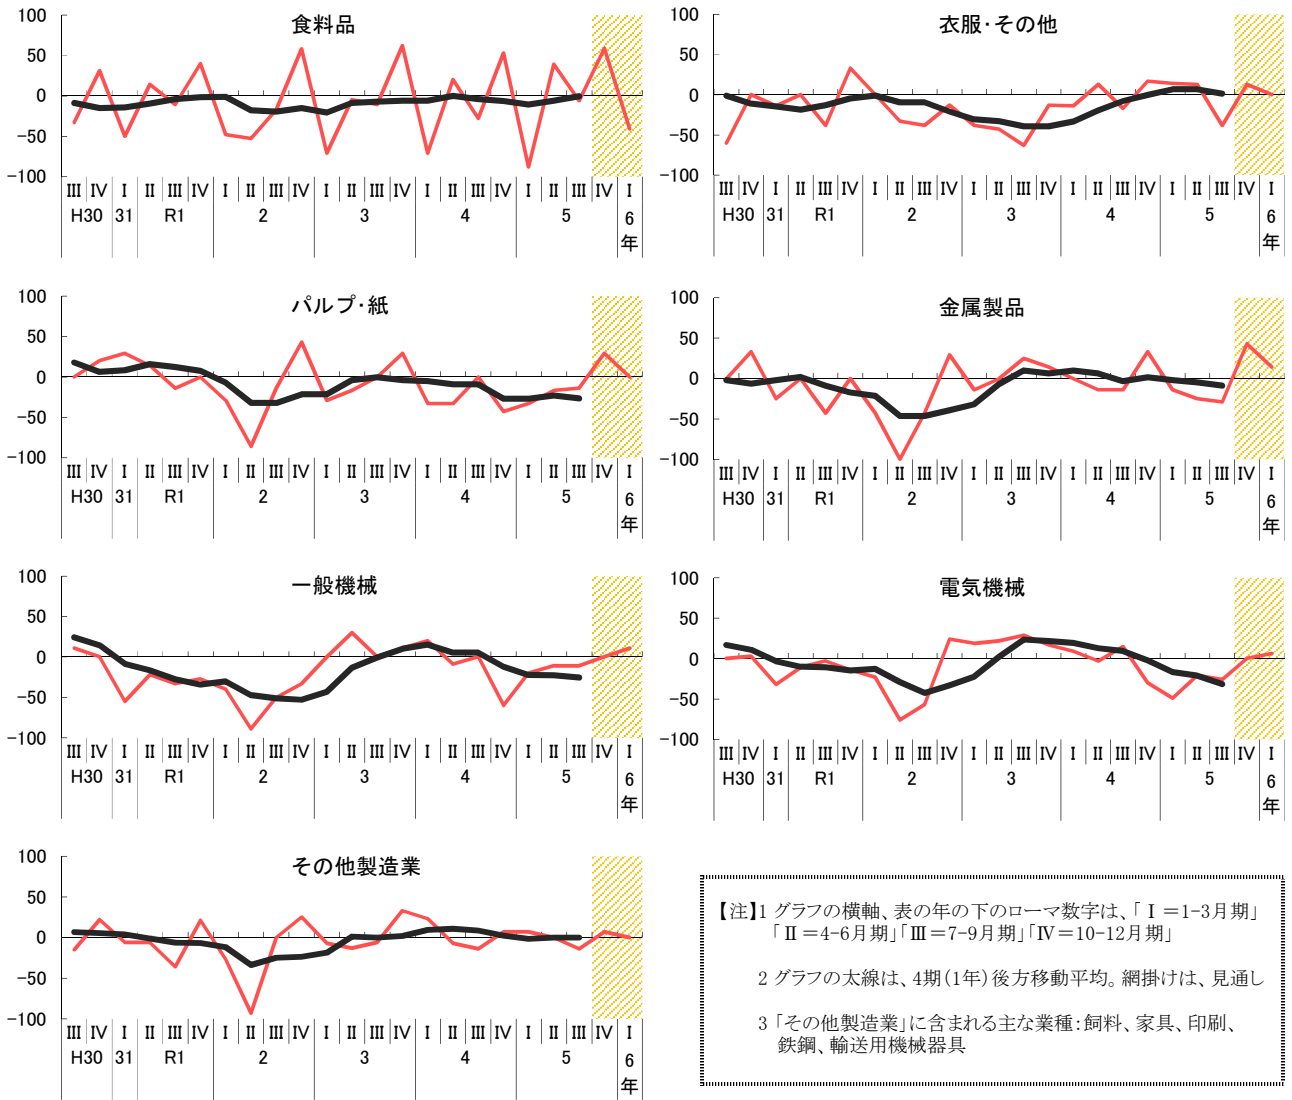 食料品
100
50
0
-50
-100
Ⅲ Ⅳ Ⅰ Ⅱ Ⅲ Ⅳ Ⅰ Ⅱ Ⅲ Ⅳ Ⅰ Ⅱ Ⅲ Ⅳ Ⅰ Ⅱ Ⅲ Ⅳ Ⅰ Ⅱ Ⅲ Ⅳ Ⅰ
H30 31 R1 2 3 4 5 6
年
衣服・その他
100
50
0
-50
-100
Ⅲ Ⅳ Ⅰ Ⅱ Ⅲ Ⅳ Ⅰ Ⅱ Ⅲ Ⅳ Ⅰ Ⅱ Ⅲ Ⅳ Ⅰ Ⅱ Ⅲ Ⅳ Ⅰ Ⅱ Ⅲ Ⅳ Ⅰ
H30 31 R1 2 3 4 5 6
年
パルプ・紙
100
50
0
-50
-100
Ⅲ Ⅳ Ⅰ Ⅱ Ⅲ Ⅳ Ⅰ Ⅱ Ⅲ Ⅳ Ⅰ Ⅱ Ⅲ Ⅳ Ⅰ Ⅱ Ⅲ Ⅳ Ⅰ Ⅱ Ⅲ Ⅳ Ⅰ
H30 31 R1 2 3 4 5 6
年
金属製品
100
50
0
-50
-100
Ⅲ Ⅳ Ⅰ Ⅱ Ⅲ Ⅳ Ⅰ Ⅱ Ⅲ Ⅳ Ⅰ Ⅱ Ⅲ Ⅳ Ⅰ Ⅱ Ⅲ Ⅳ Ⅰ Ⅱ Ⅲ Ⅳ Ⅰ
H30 31 R1 2 3 4 5 6
年
一般機械
100
50
0
-50
-100
Ⅲ Ⅳ Ⅰ Ⅱ Ⅲ Ⅳ Ⅰ Ⅱ Ⅲ Ⅳ Ⅰ Ⅱ Ⅲ Ⅳ Ⅰ Ⅱ Ⅲ Ⅳ Ⅰ Ⅱ Ⅲ Ⅳ Ⅰ
H30 31 R1 2 3 4 5 6
年
電気機械
100
50
0
-50
-100
Ⅲ Ⅳ Ⅰ Ⅱ Ⅲ Ⅳ Ⅰ Ⅱ Ⅲ Ⅳ Ⅰ Ⅱ Ⅲ Ⅳ Ⅰ Ⅱ Ⅲ Ⅳ Ⅰ Ⅱ Ⅲ Ⅳ Ⅰ
H30 31 R1 2 3 4 5 6
年
その他製造業
100
50
0
-50
-100
Ⅲ Ⅳ Ⅰ Ⅱ Ⅲ Ⅳ Ⅰ Ⅱ Ⅲ Ⅳ Ⅰ Ⅱ Ⅲ Ⅳ Ⅰ Ⅱ Ⅲ Ⅳ Ⅰ Ⅱ Ⅲ Ⅳ Ⅰ
H30 31 R1 2 3 4 5 6
年
【注】1 グラフの横軸、表の年の下のローマ数字は、「Ⅰ=1-3月期」
「Ⅱ=4-6月期」「Ⅲ=7-9月期」「Ⅳ=10-12月期」
2 グラフの太線は、4期(1年)後方移動平均。網掛けは、見通し
3 「その他製造業」に含まれる主な業種:飼料、家具、印刷、
鉄鋼、輸送用機械器具